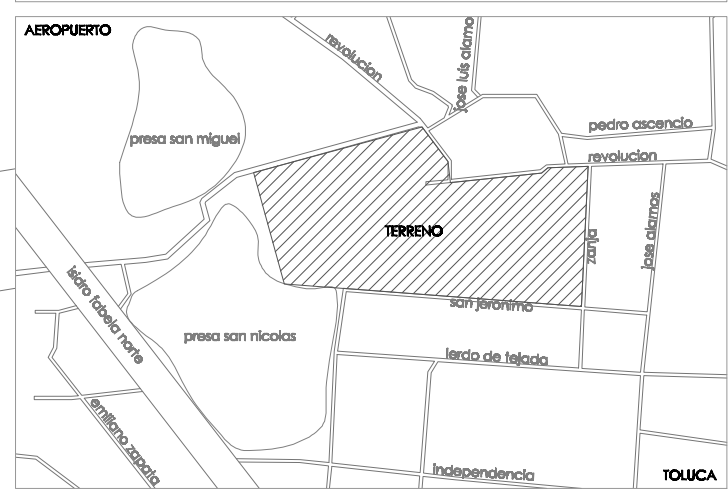 AEROPUERTO
revolucion
jose luis alamo
presa san miguel
pedro ascencio
revolucion
TERRENO
zanja
jose alamos
isidro fabela norte
san jeronimo
presa san nicolas
lerdo de tejada
emiliano zapata
independencia
TOLUCA